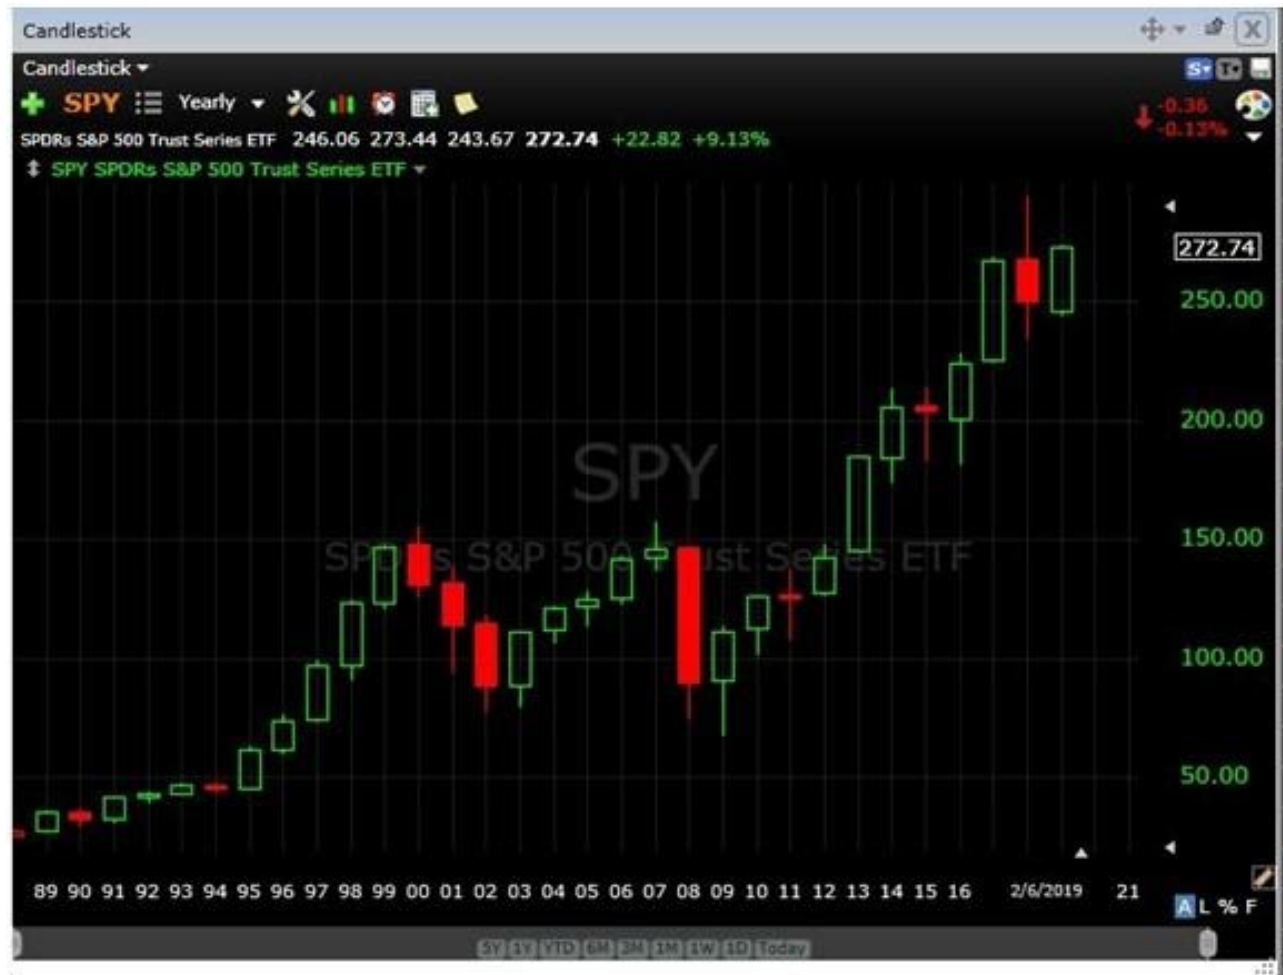 Candlestick
Candlestick
S T
SPY Yearly
-0.36
-0.13%
SPDRs S&P 500 Trust Series ETF 246.06 273.44 243.67 272.74 +22.82 +9.13%
SPY SPDRs S&P 500 Trust Series ETF
272.74
250.00
200.00
SPY
150.00
SPDRs S&P 500 Trust Series ETF
100.00
50.00
89 90 91 92 93 94 95 96 97 98 99 00 01 02 03 04 05 06 07 08 09 10 11 12 13 14 15 16 2/6/2019 21
A L % F
5Y 1Y YTD 6M 3M 1M 1W 1D Today